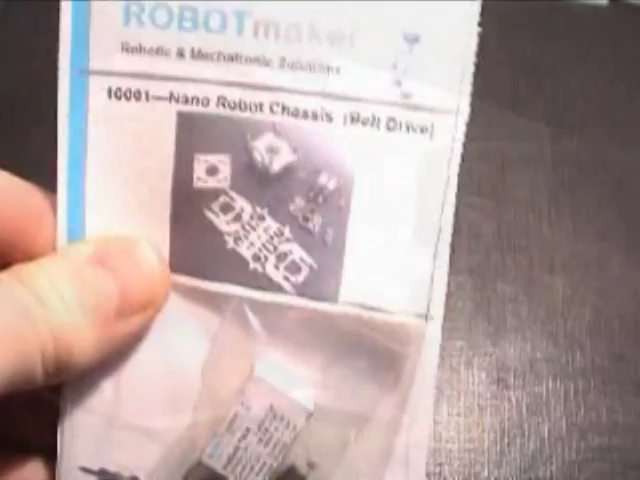 ROBOTmaker
Robotic & Mechatronic Solutions
10001—Nano Robot Chassis (Belt Drive)